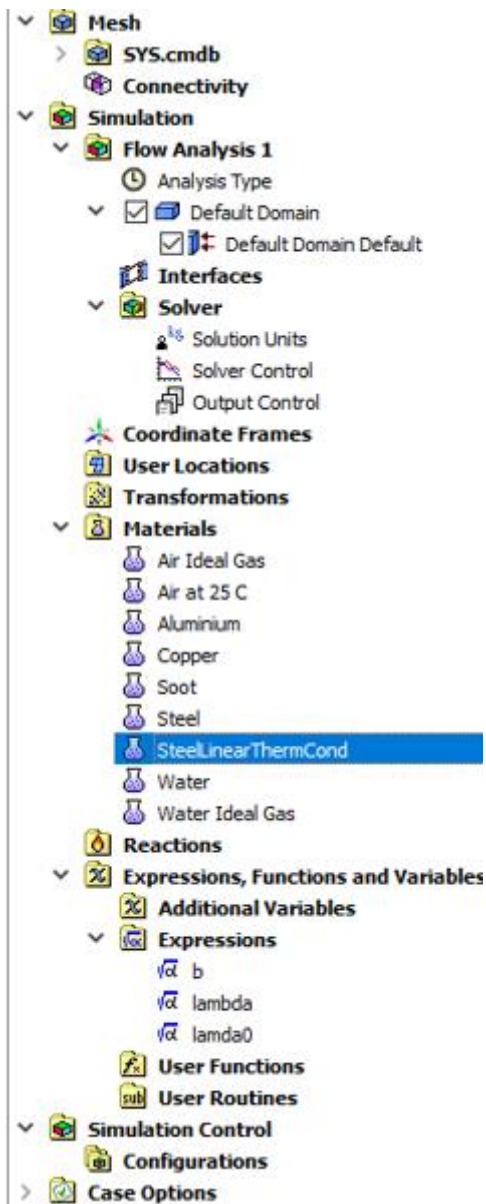 Mesh
SYS.cmdb
Connectivity
Simulation
Flow Analysis 1
Analysis Type
Default Domain
Default Domain Default
Interfaces
Solver
Solution Units
Solver Control
Output Control
Coordinate Frames
User Locations
Transformations
Materials
Air Ideal Gas
Air at 25 C
Aluminium
Copper
Soot
Steel
SteelLinearThermCond
Water
Water Ideal Gas
Reactions
Expressions, Functions and Variables
Additional Variables
Expressions
b
lambda
lamda0
User Functions
User Routines
Simulation Control
Configurations
Case Options